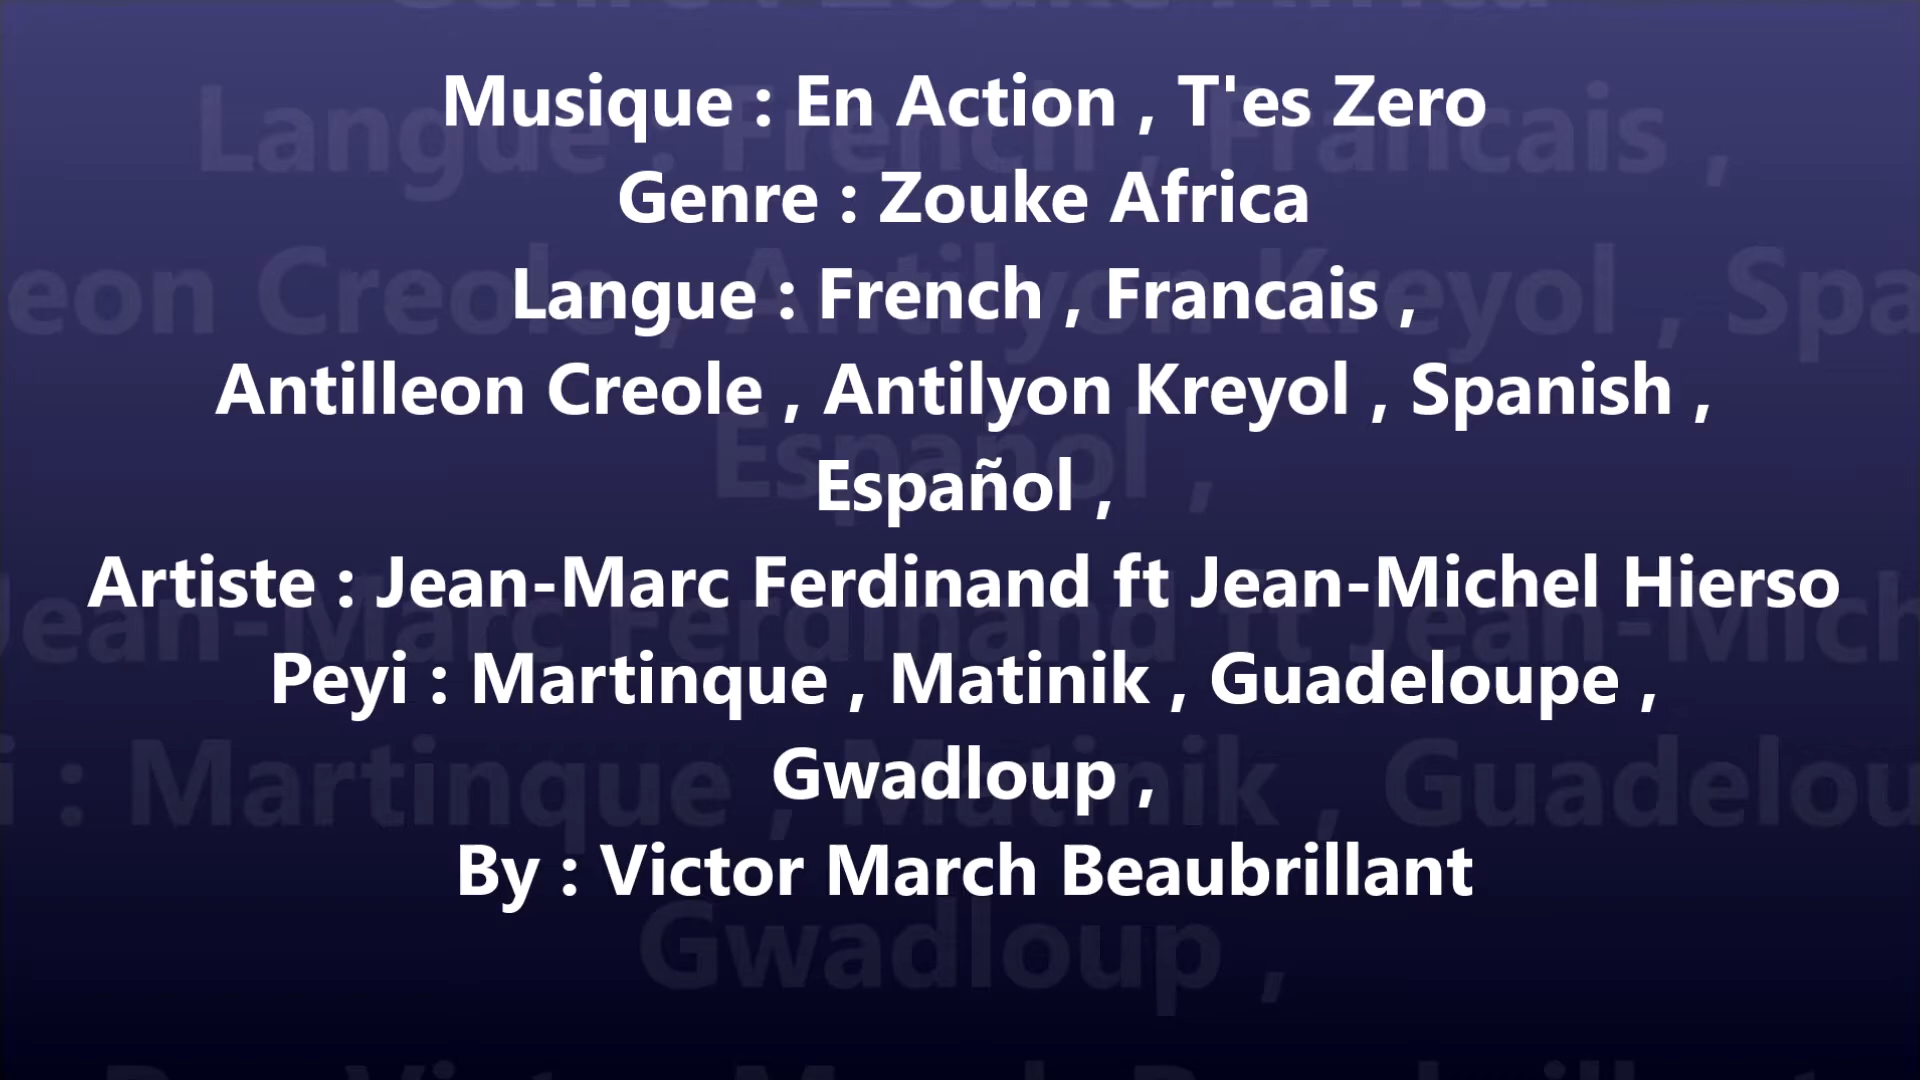 Musique : En Action , T'es Zero
Genre : Zouke Africa
Langue : French , Francais ,
Antilleon Creole , Antilyon Kreyol , Spanish ,
Español ,
Artiste : Jean-Marc Ferdinand ft Jean-Michel Hierso
Peyi : Martinque , Matinik , Guadeloupe ,
Gwadloup ,
By : Victor March Beaubrillant